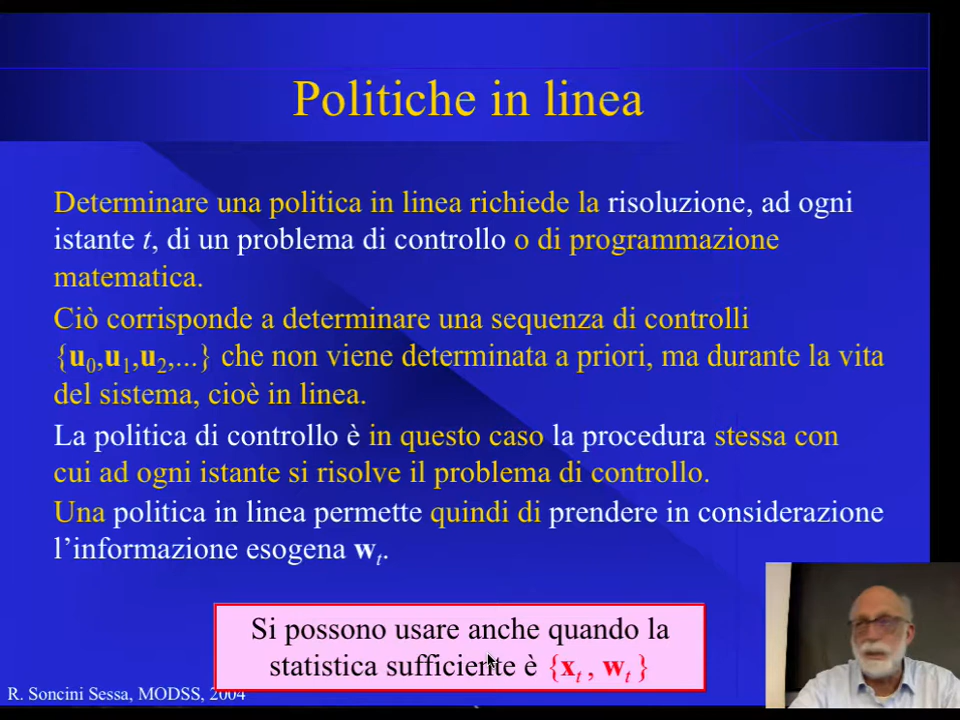 Politiche in linea
Determinare una politica in linea richiede la risoluzione, ad ogni
istante t, di un problema di controllo o di programmazione
matematica.
Ciò corrisponde a determinare una sequenza di controlli
{u0,u1,u2,...} che non viene determinata a priori, ma durante la vita
del sistema, cioè in linea.
La politica di controllo è in questo caso la procedura stessa con
cui ad ogni istante si risolve il problema di controllo.
Una politica in linea permette quindi di prendere in considerazione
l’informazione esogena wt.
Si possono usare anche quando la
statistica sufficiente è {xt , wt }
R. Soncini Sessa, MODSS, 2004